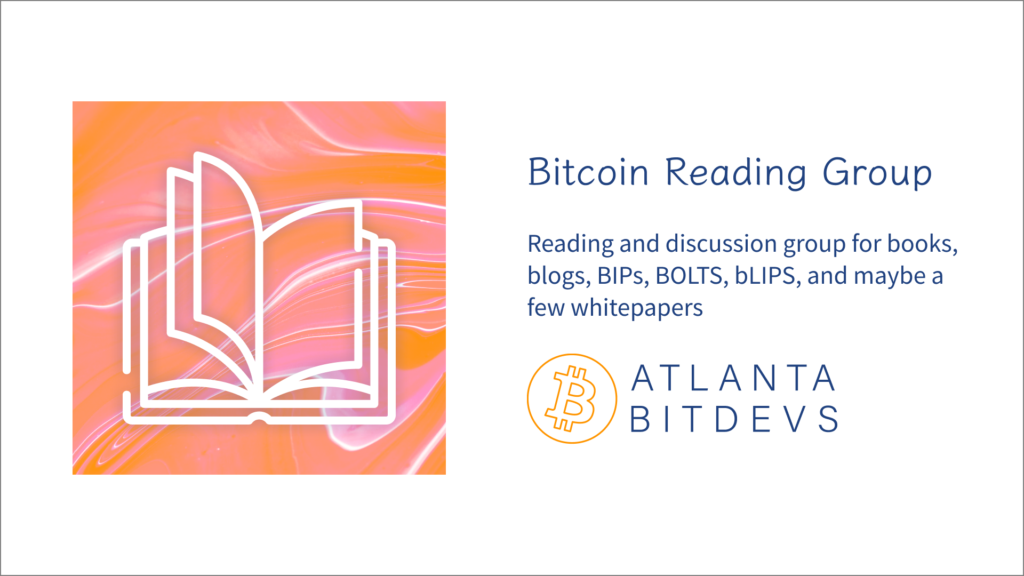 Bitcoin Reading Group
Reading and discussion group for books,
blogs, BIPs, BOLTS, bLIPS, and maybe a
few whitepapers
ATLANTA
BITDEVS